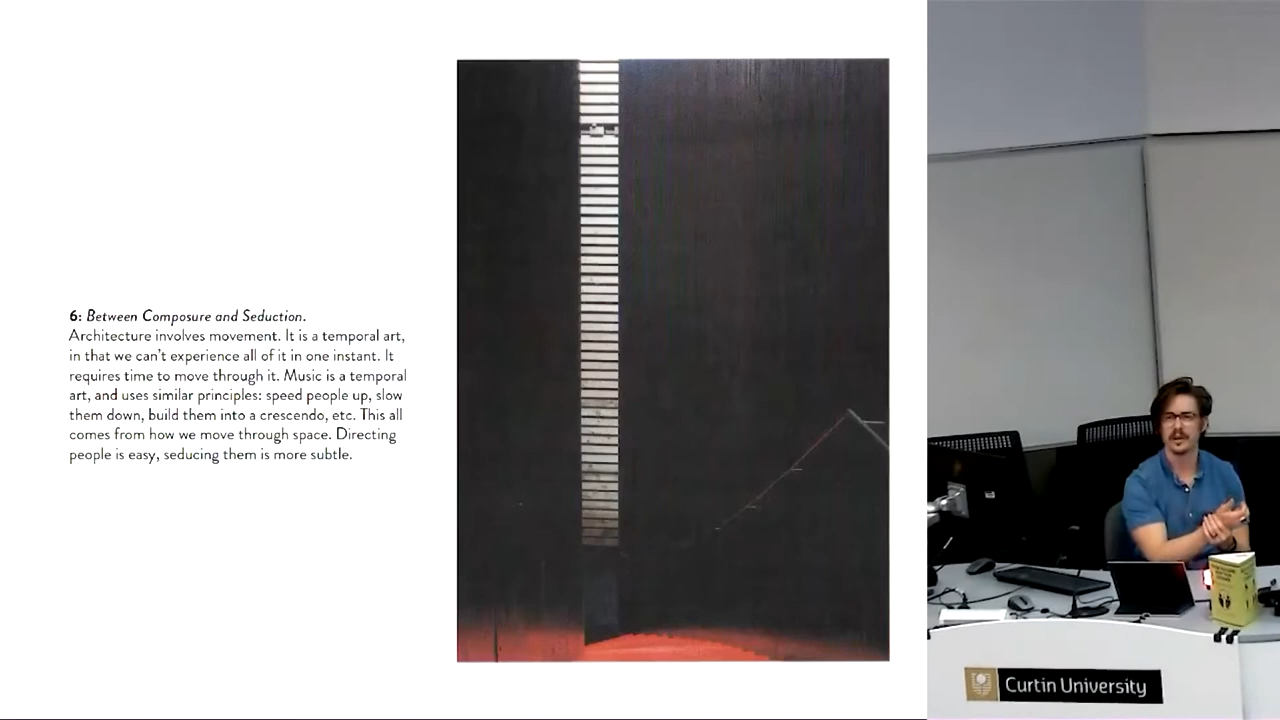 6: Between Composure and Seduction.
Architecture involves movement. It is a temporal art,
in that we can't experience all of it in one instant. It
requires time to move through it. Music is a temporal
art, and uses similar principles: speed people up, slow
them down, build them into a crescendo, etc. This all
comes from how we move through space. Directing
people is easy, seducing them is more subtle.
Curtin University